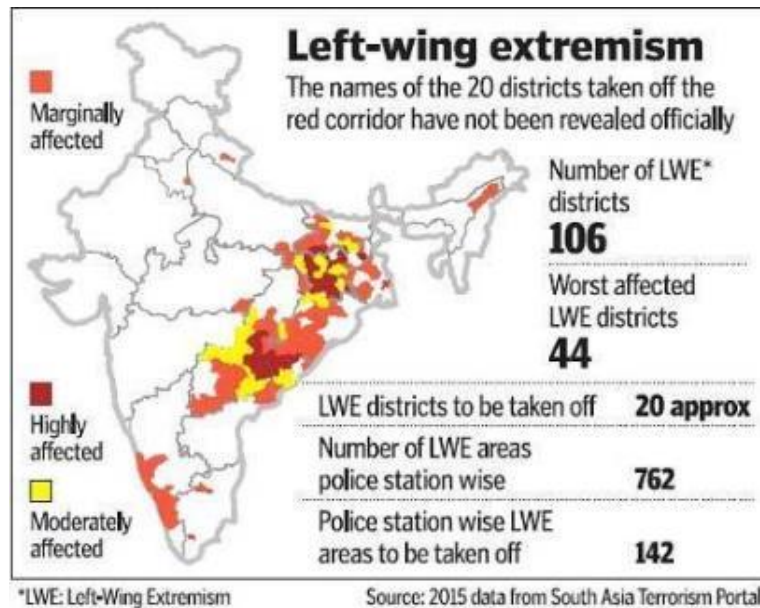 Left-wing extremism
The names of the 20 districts taken off the
red corridor have not been revealed officially
Marginally
affected
Number of LWE*
districts
106
Worst affected
LWE districts
44
Highly
affected
LWE districts to be taken off 20 approx
Number of LWE areas
police station wise 762
Moderately
affected
Police station wise LWE
areas to be taken off 142
*LWE: Left-Wing Extremism Source: 2015 data from South Asia Terrorism Portal